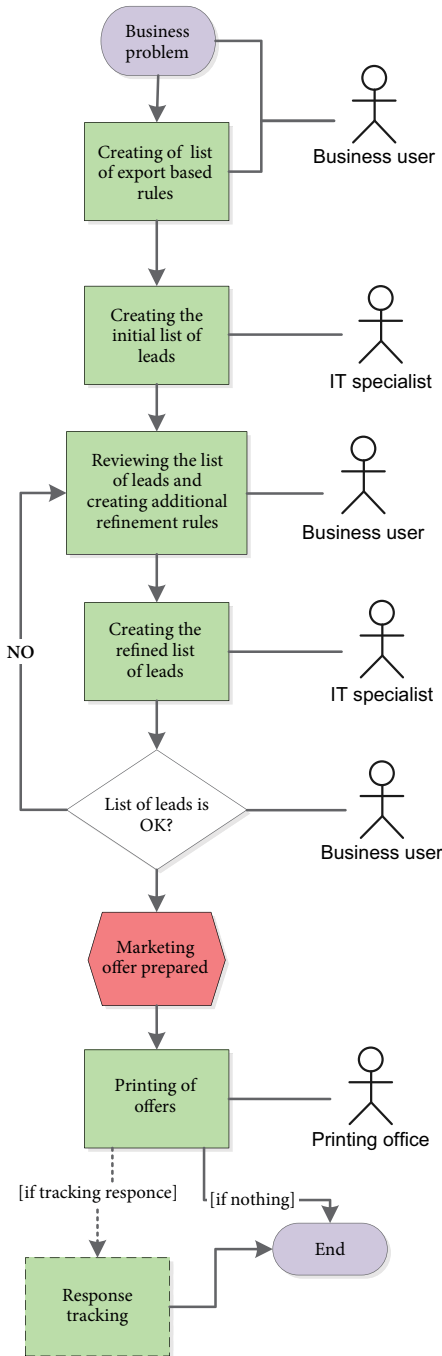 Business
problem
Business user
Creating of list
of export based
rules
Creating the
initial list of
leads
IT specialist
Reviewing the list
of leads and
creating additional
refinement rules
Business user
Creating the
refined list
of leads
NO
IT specialist
List of leads is
OK?
Business user
Marketing
offer prepared
Printing of
offers
Printing office
[if tracking responce]
[if nothing]
End
Response
tracking